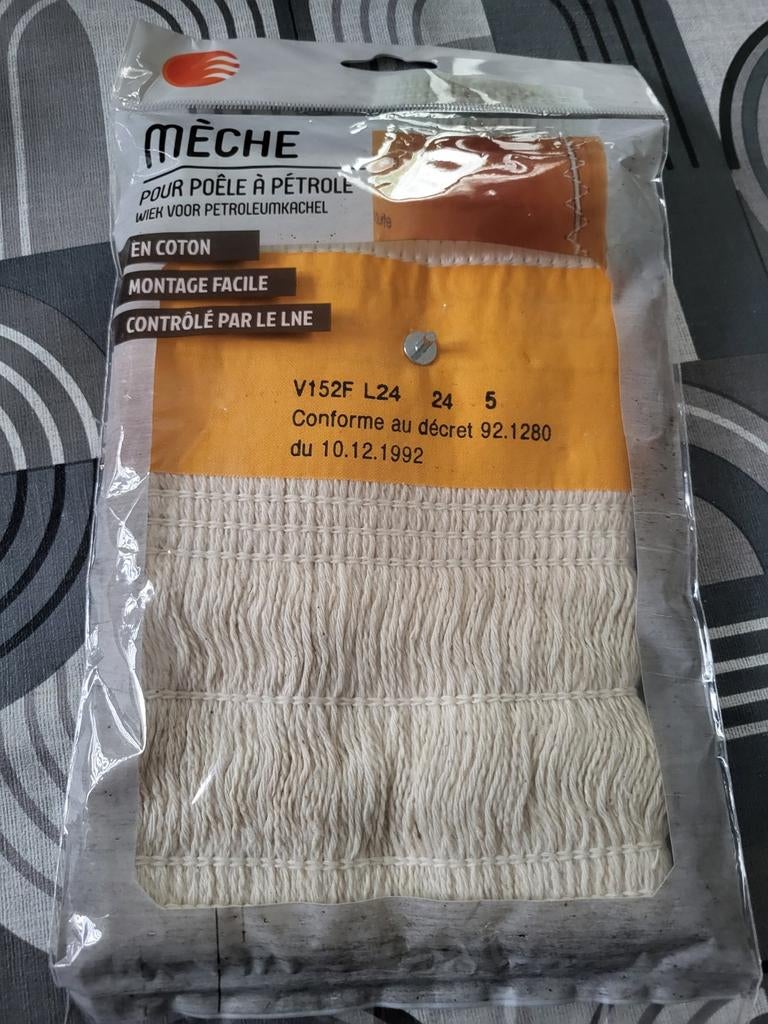 MÈCHE
POUR POÊLE À PÉTROLE
WIEK VOOR PETROLEUMKACHEL
EN COTON
MONTAGE FACILE
CONTRÔLÉ PAR LE LNE
V152F L24 24 5
Conforme au décret 92.1280
du 10.12.1992